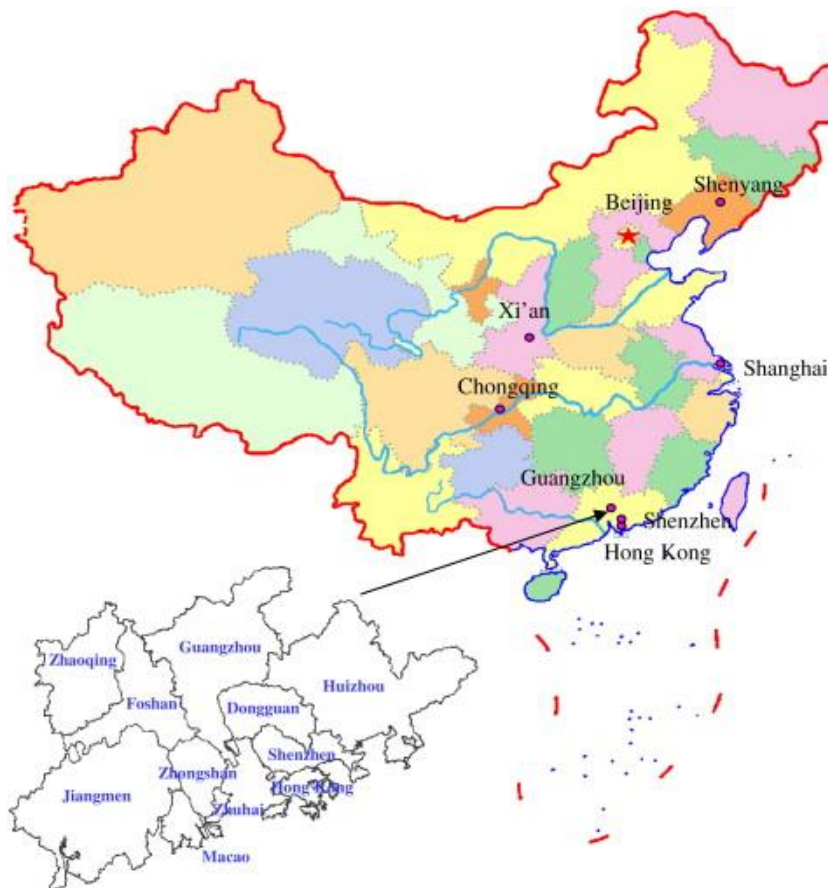 Shenyang
Beijing
Xi'an
Shanghai
Chongqing
Guangzhou
Shenzhen
Hong Kong
Zhaoqing
Guangzhou
Huizhou
Foshan
Dongguan
Shenzhen
Zhongshan
Hong Kong
Jiangmen
Zhuhai
Macao